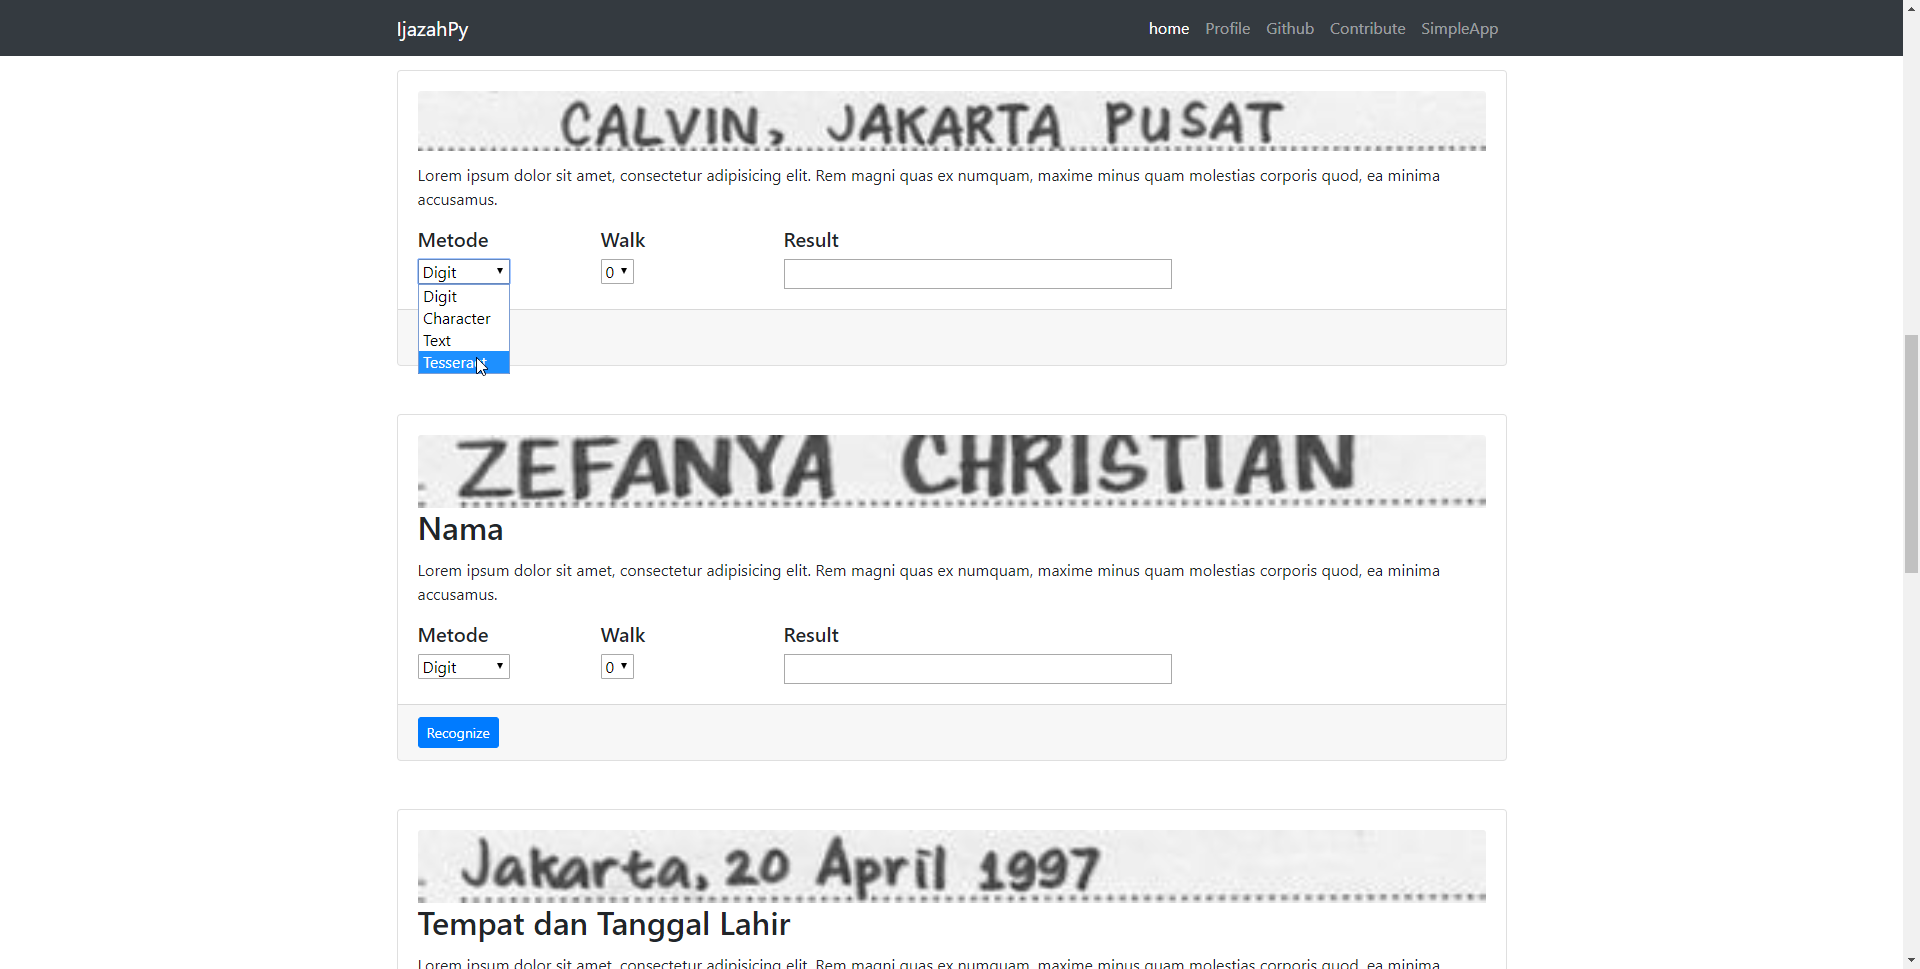 IjazahPy
home Profile Github Contribute SimpleApp
CALVIN, JAKARTA PUSAT
Lorem ipsum dolor sit amet, consectetur adipisicing elit. Rem magni quas ex numquam, maxime minus quam molestias corporis quod, ea minima
accusamus.
Metode Walk Result
Digit 0
Digit
Character
Text
Tesseract
ZEFANYA CHRISTIAN
Nama
Lorem ipsum dolor sit amet, consectetur adipisicing elit. Rem magni quas ex numquam, maxime minus quam molestias corporis quod, ea minima
accusamus.
Metode Walk Result
Digit 0
Recognize
Jakarta, 20 April 1997
Tempat dan Tanggal Lahir
Lorem ipsum dolor sit amet, consectetur adipisicing elit. Rem magni quas ex numquam, maxime minus quam molestias corporis quod, ea minima